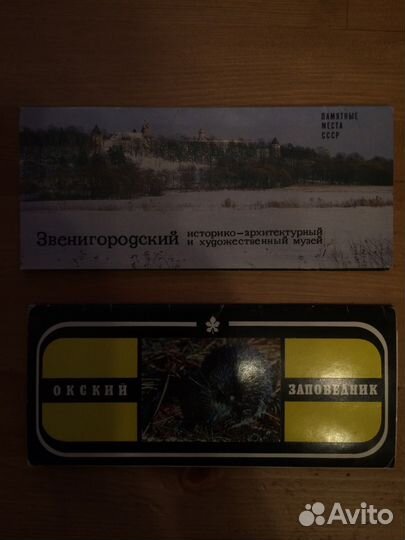 ПАМЯТНЫЕ
МЕСТА
СССР
Звенигородский историко-архитектурный
и художественный музей
ОКСКИЙ ЗАПОВЕДНИК
Avito